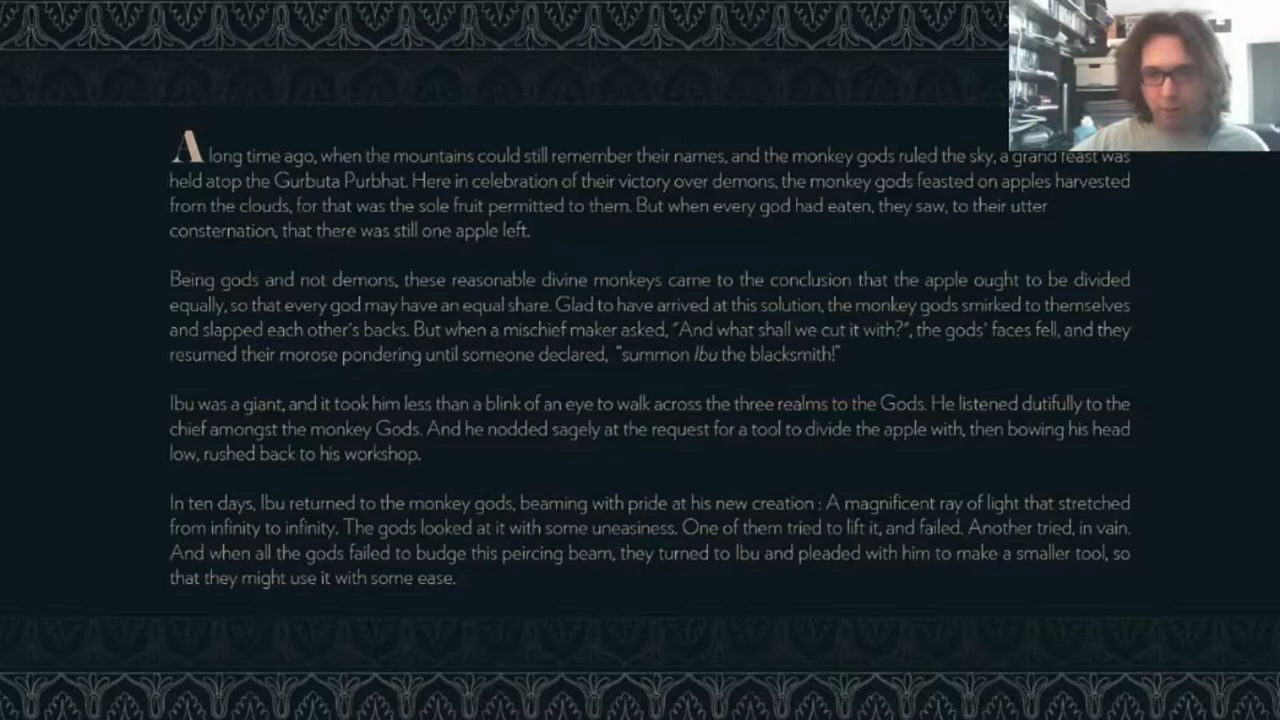 A long time ago, when the mountains could still remember their names, and the monkey gods ruled the sky, a grand feast was
held atop the Gurbuta Purbhat. Here in celebration of their victory over demons, the monkey gods feasted on apples harvested
from the clouds, for that was the sole fruit permitted to them. But when every god had eaten, they saw, to their utter
consternation, that there was still one apple left.
Being gods and not demons, these reasonable divine monkeys came to the conclusion that the apple ought to be divided
equally, so that every god may have an equal share. Glad to have arrived at this solution, the monkey gods smirked to themselves
and slapped each other's backs. But when a mischief maker asked, "And what shall we cut it with?", the gods' faces fell, and they
resumed their morose pondering until someone declared, "summon Ibu the blacksmith!"
Ibu was a giant, and it took him less than a blink of an eye to walk across the three realms to the Gods. He listened dutifully to the
chief amongst the monkey Gods. And he nodded sagely at the request for a tool to divide the apple with, then bowing his head
low, rushed back to his workshop.
In ten days, Ibu returned to the monkey gods, beaming with pride at his new creation : A magnificent ray of light that stretched
from infinity to infinity. The gods looked at it with some uneasiness. One of them tried to lift it, and failed. Another tried, in vain.
And when all the gods failed to budge this peircing beam, they turned to Ibu and pleaded with him to make a smaller tool, so
that they might use it with some ease.